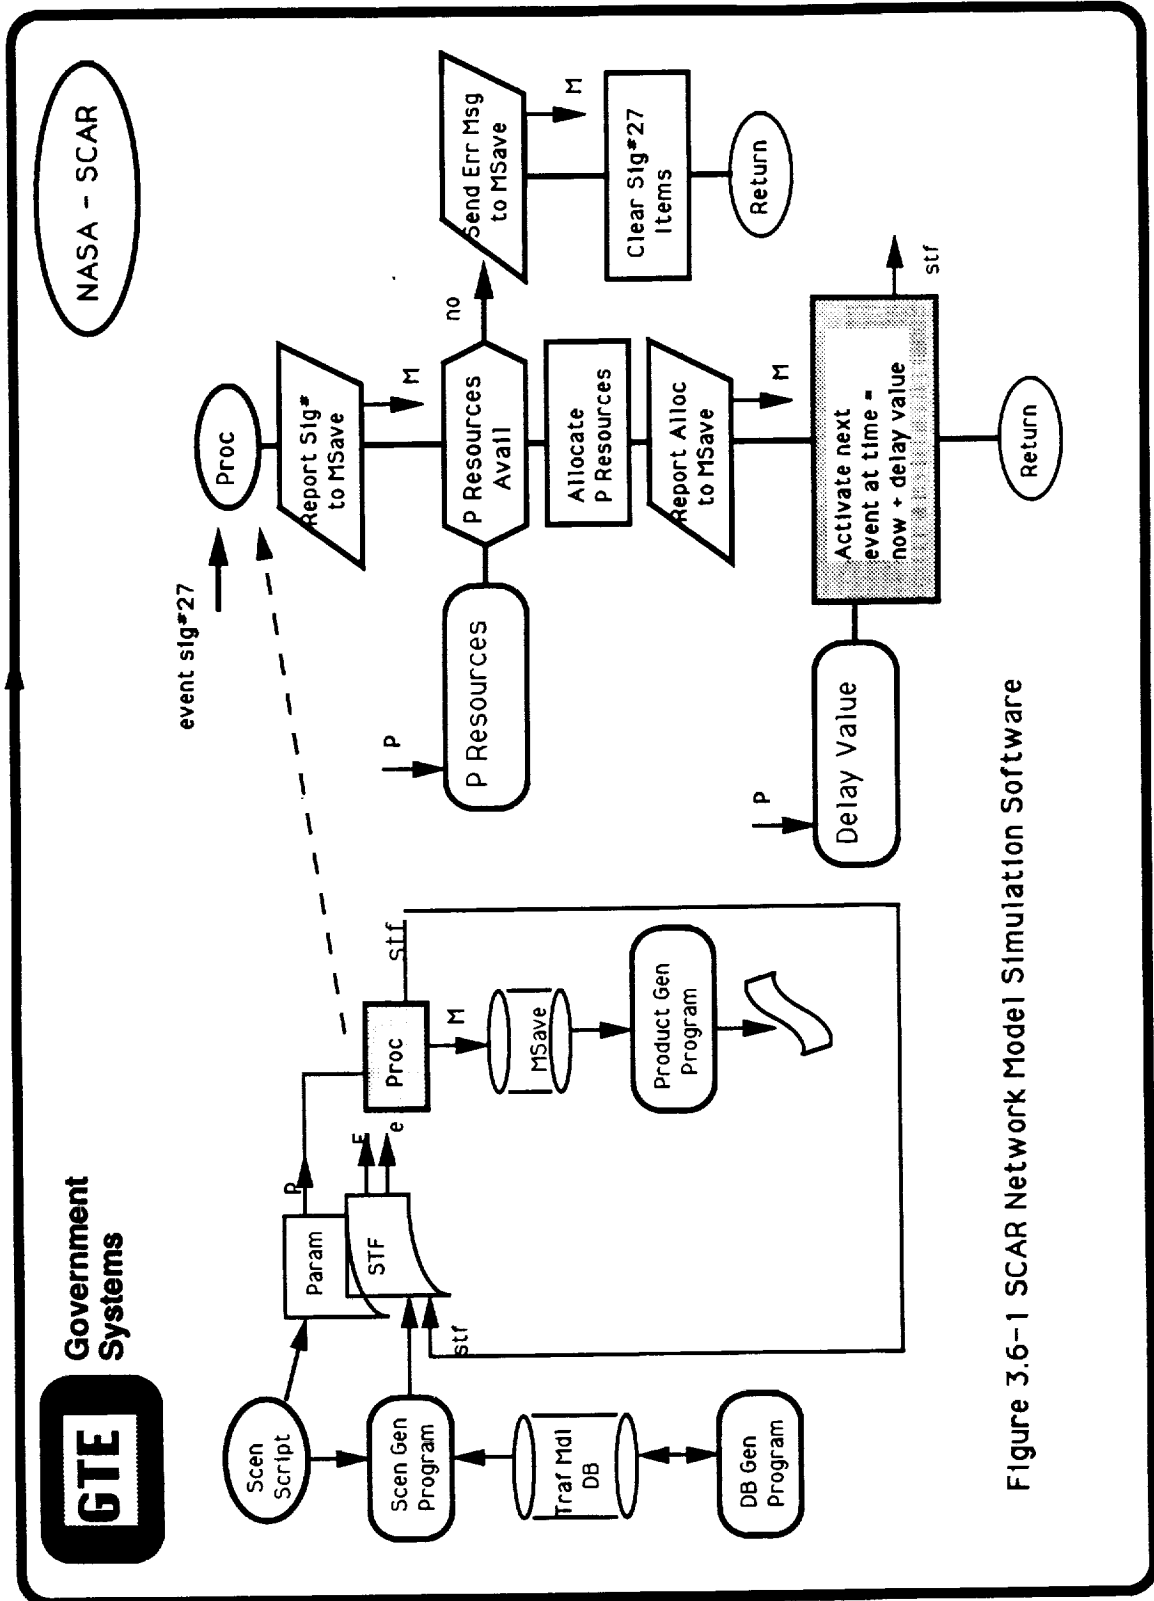 GTE
Government
Systems
NASA - SCAR
Scen
Script
Scen Gen
Program
Traf Mdl
DB
DB Gen
Program
Param
STF
P
E
e
stf
Proc
stf
M
MSave
Product Gen
Program
event sig#27
Proc
Report Sig#
to MSave
M
P
P Resources
P Resources
Avail
no
Send Err Msg
to MSave
M
Clear Sig#27
Items
Return
Allocate
P Resources
Report Alloc
to MSave
M
P
Delay Value
Activate next
event at time =
now + delay value
stf
Return
Figure 3.6-1 SCAR Network Model Simulation Software